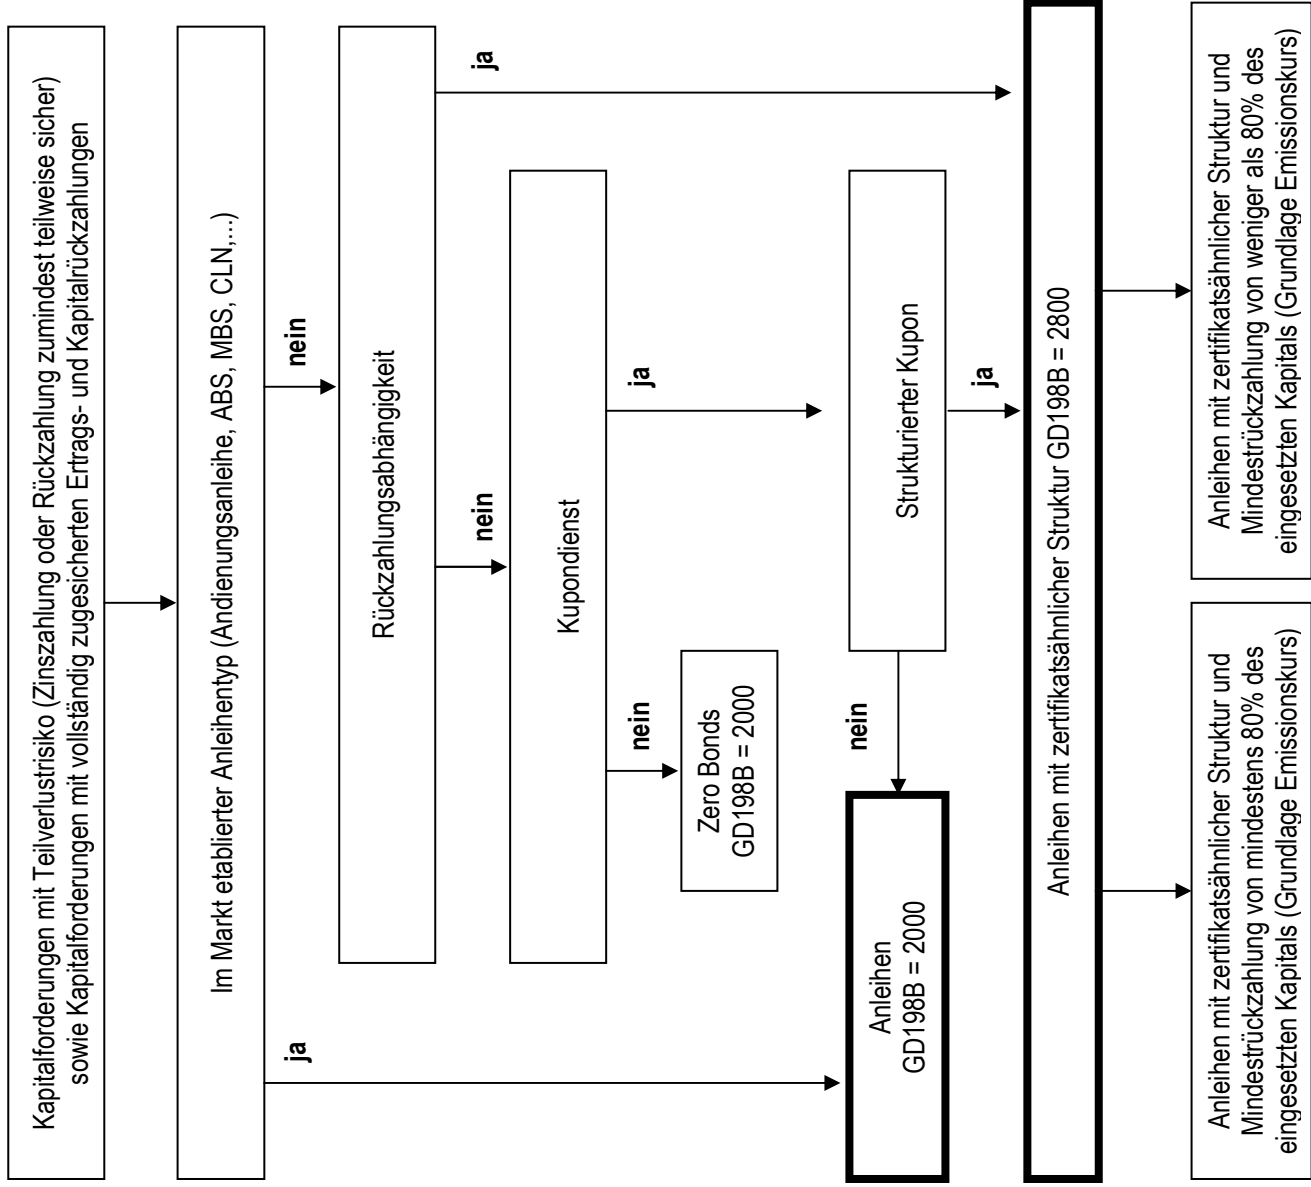 Kapitalforderungen mit Teilverlustrisiko (Zinszahlung oder Rückzahlung zumindest teilweise sicher)
sowie Kapitalforderungen mit vollständig zugesicherten Ertrags- und Kapitalrückzahlungen
Im Markt etablierter Anleihentyp (Andienungsanleihe, ABS, MBS, CLN,...)
ja
nein
Rückzahlungsabhängigkeit
nein
ja
Kupondienst
nein
ja
Zero Bonds
GD198B = 2000
Strukturierter Kupon
nein
ja
Anleihen
GD198B = 2000
Anleihen mit zertifikatsähnlicher Struktur GD198B = 2800
Anleihen mit zertifikatsähnlicher Struktur und
Mindestrückzahlung von mindestens 80% des
eingesetzten Kapitals (Grundlage Emissionskurs)
Anleihen mit zertifikatsähnlicher Struktur und
Mindestrückzahlung von weniger als 80% des
eingesetzten Kapitals (Grundlage Emissionskurs)